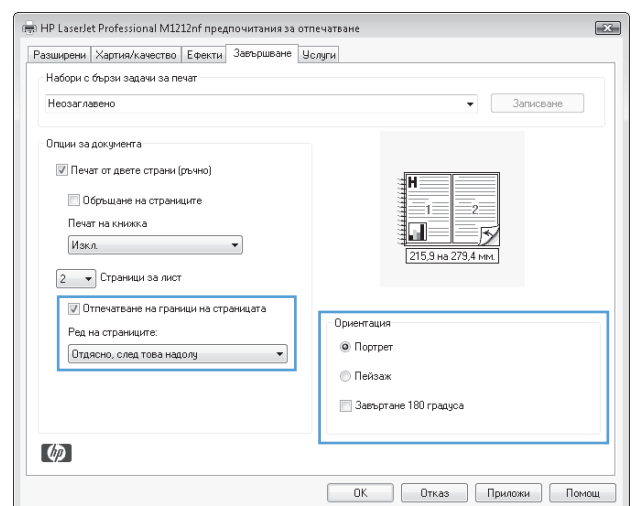 HP LaserJet Professional M1212nf предпочитания за отпечатване
Разширени Хартия/качество Ефекти Завършване Услуги
Набори с бързи задачи за печат
Неозаглавено Записване
Опции за документа
Печат от двете страни (ръчно)
Обръщане на страниците
Печат на книжка
Изкл.
2 Страници за лист
Отпечатване на граници на страницата
Ред на страниците:
Отдясно, след това надолу
H
1 2
215,9 на 279,4 мм.
Ориентация
Портрет
Пейзаж
Завъртане 180 градуса
hp
OK Отказ Приложи Помощ